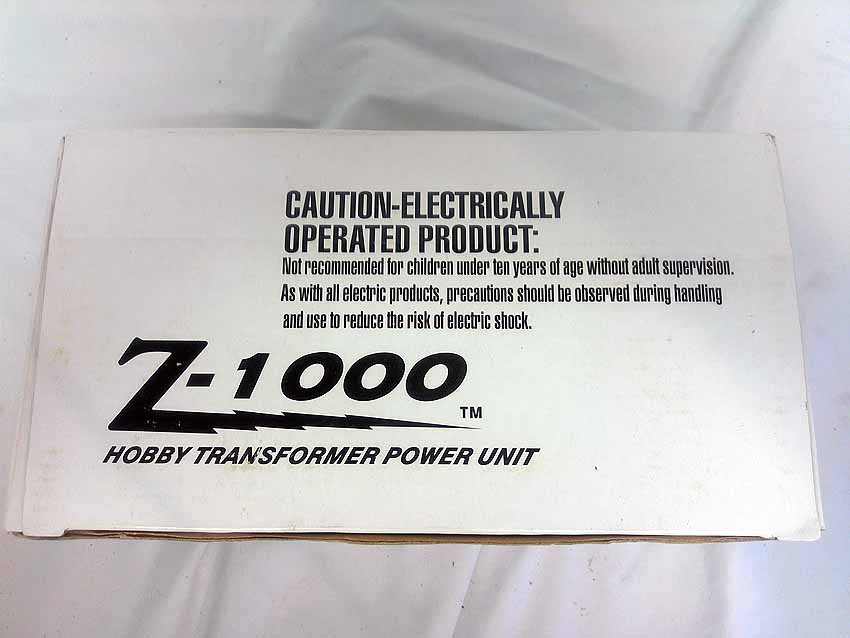 CAUTION-ELECTRICALLY
OPERATED PRODUCT:
Not recommended for children under ten years of age without adult supervision.
As with all electric products, precautions should be observed during handling
and use to reduce the risk of electric shock.
Z-1000 ™
HOBBY TRANSFORMER POWER UNIT